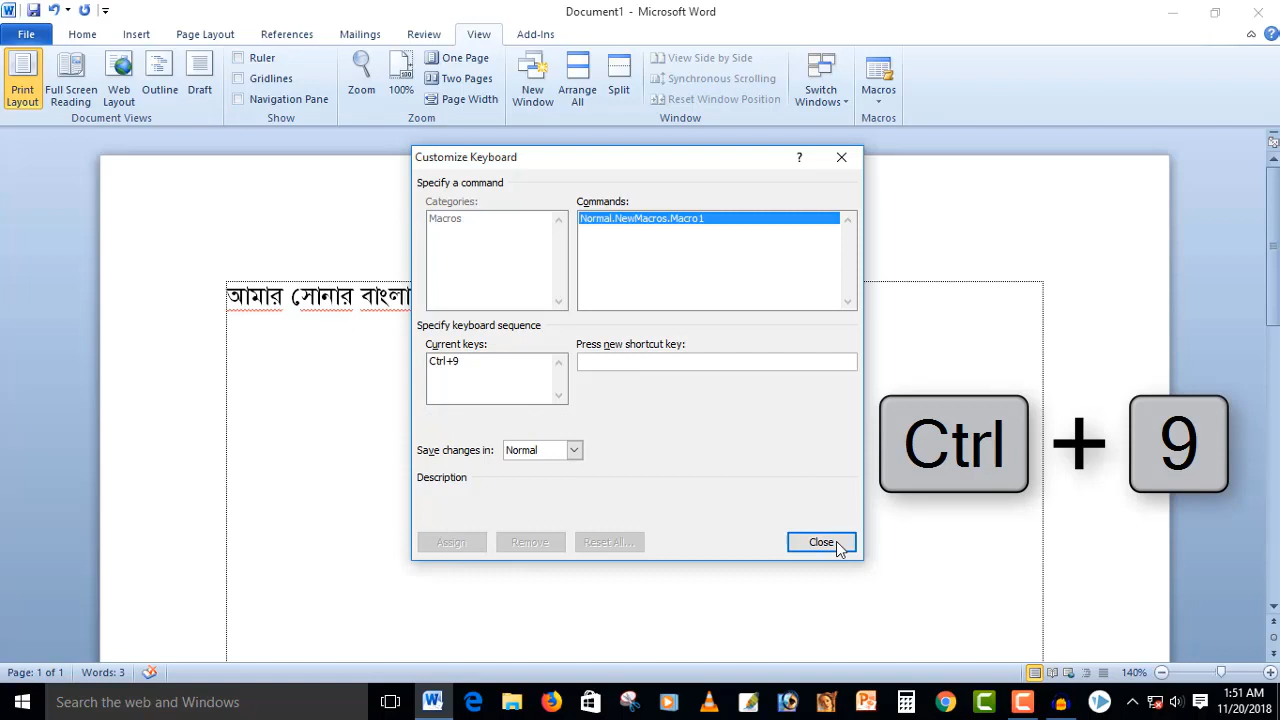 Document1 - Microsoft Word
File Home Insert Page Layout References Mailings Review View Add-Ins
Print Layout
Full Screen Reading
Web Layout
Outline
Draft
Document Views
Ruler
Gridlines
Navigation Pane
Show
Zoom
100%
One Page
Two Pages
Page Width
Zoom
New Window
Arrange All
Split
View Side by Side
Synchronous Scrolling
Reset Window Position
Window
Switch Windows
Macros
Macros
Customize Keyboard
Specify a command
Categories:
Commands:
Macros
Normal.NewMacros.Macro1
আমার সোনার বাংলা
Specify keyboard sequence
Current keys:
Press new shortcut key:
Ctrl+9
Ctrl + 9
Save changes in: Normal
Description
Assign Remove Reset All... Close
Page: 1 of 1 Words: 3 140%
Search the web and Windows
1:51 AM
11/20/2018